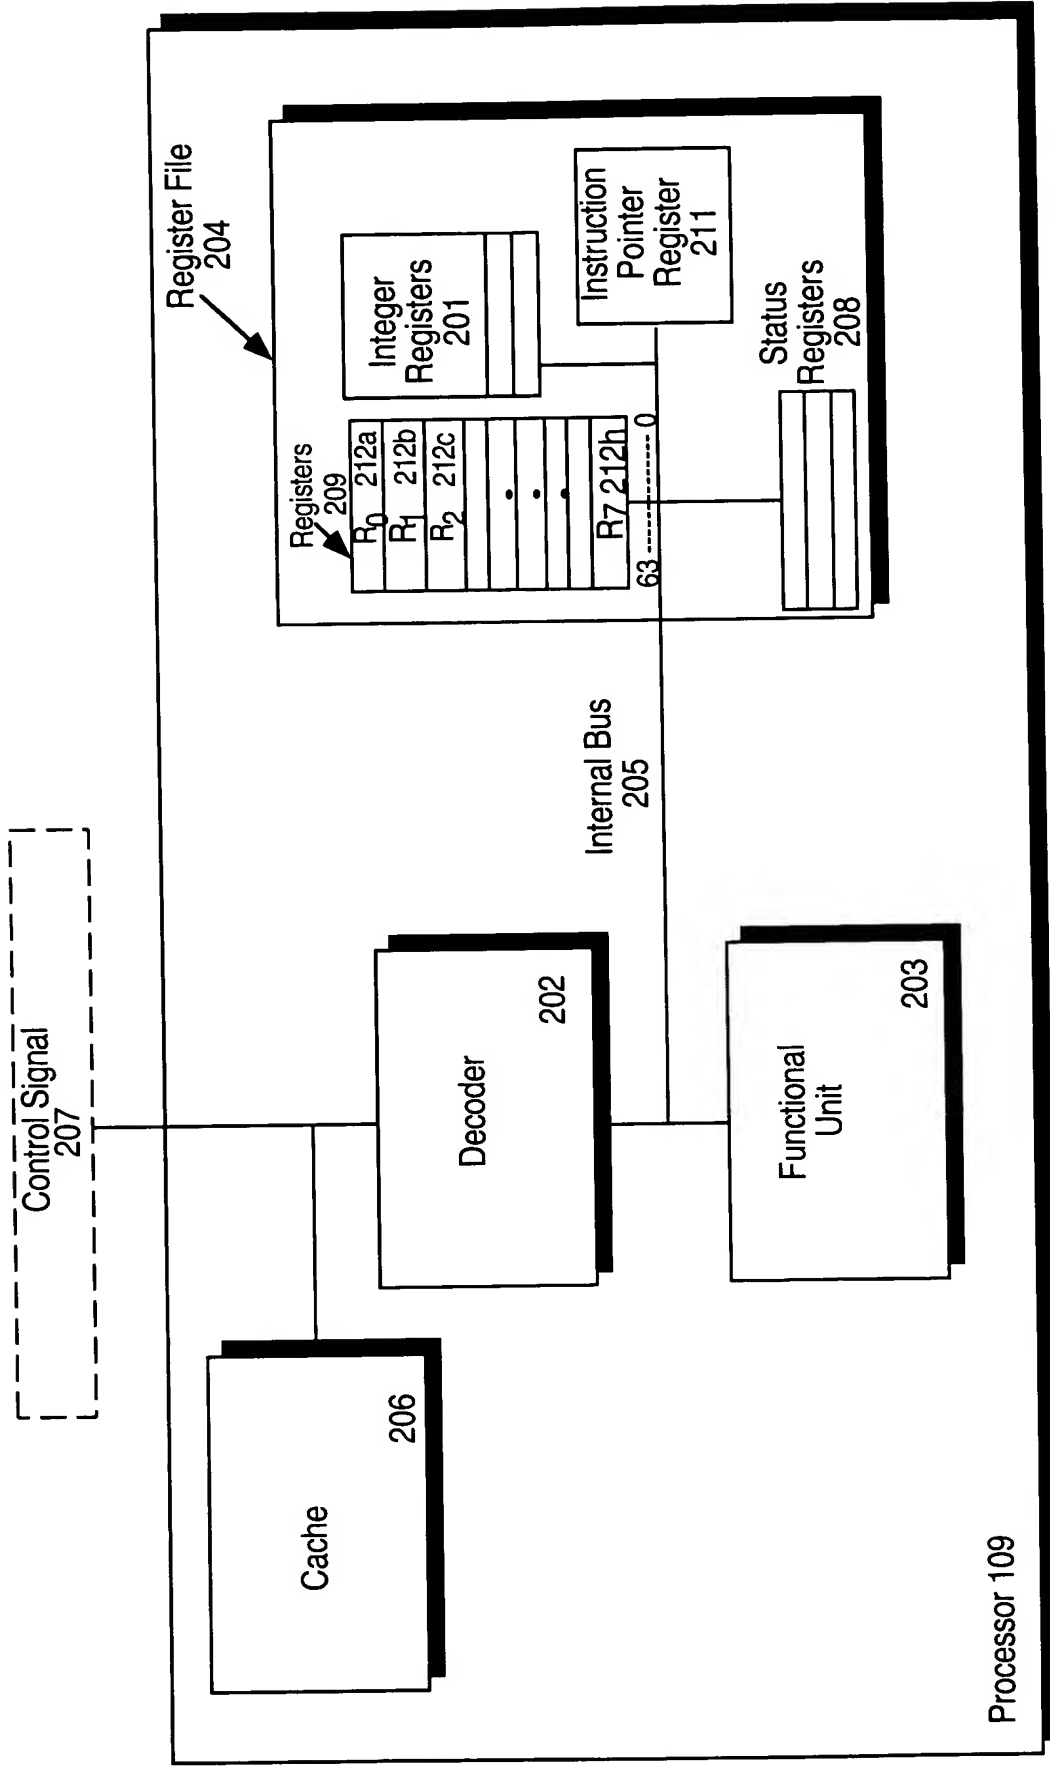 Control Signal
207
Cache
206
Decoder
202
Functional
Unit
203
Internal Bus
205
Register File
204
Registers
209
R0 212a
R1 212b
R2 212c
R7 212h
63 ------------------ 0
Integer
Registers
201
Instruction
Pointer
Register
211
Status
Registers
208
Processor 109